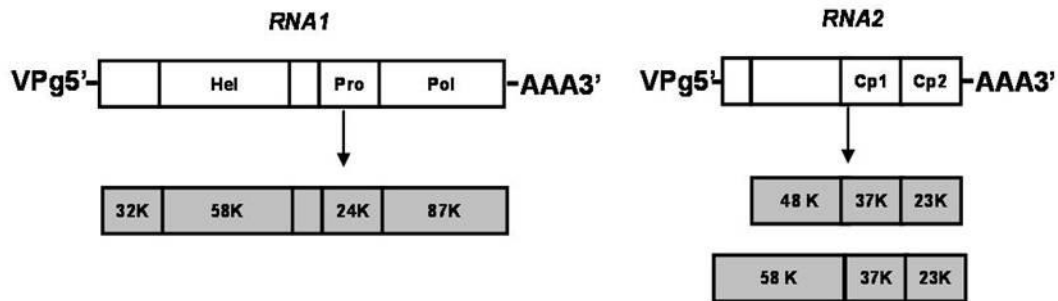 RNA1
VPg5'- Hel Pro Pol -AAA3'
32K 58K 24K 87K
RNA2
VPg5'- Cp1 Cp2 -AAA3'
48 K 37K 23K
58 K 37K 23K